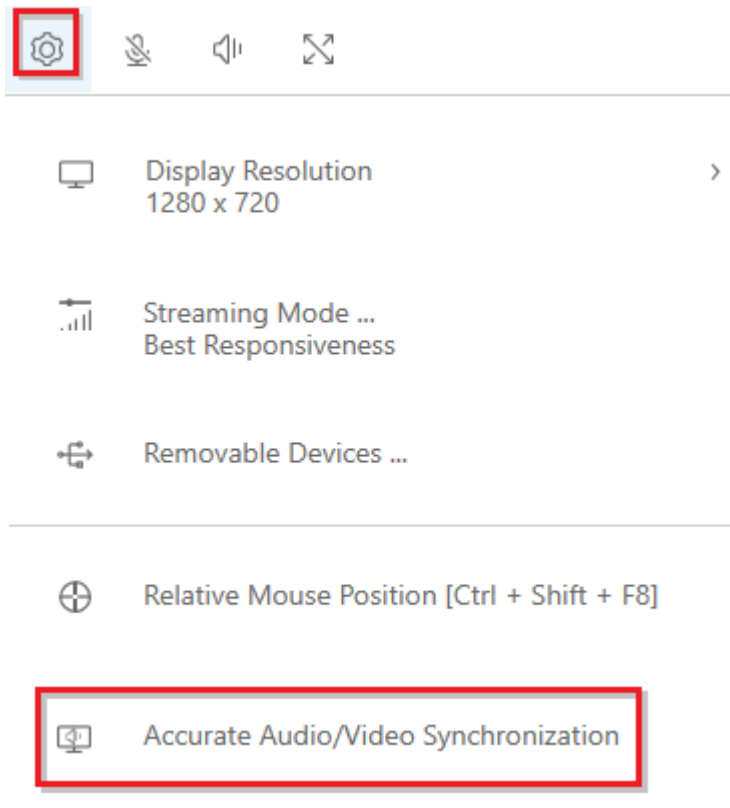 Display Resolution
1280 x 720
Streaming Mode ...
Best Responsiveness
Removable Devices ...
Relative Mouse Position [Ctrl + Shift + F8]
Accurate Audio/Video Synchronization